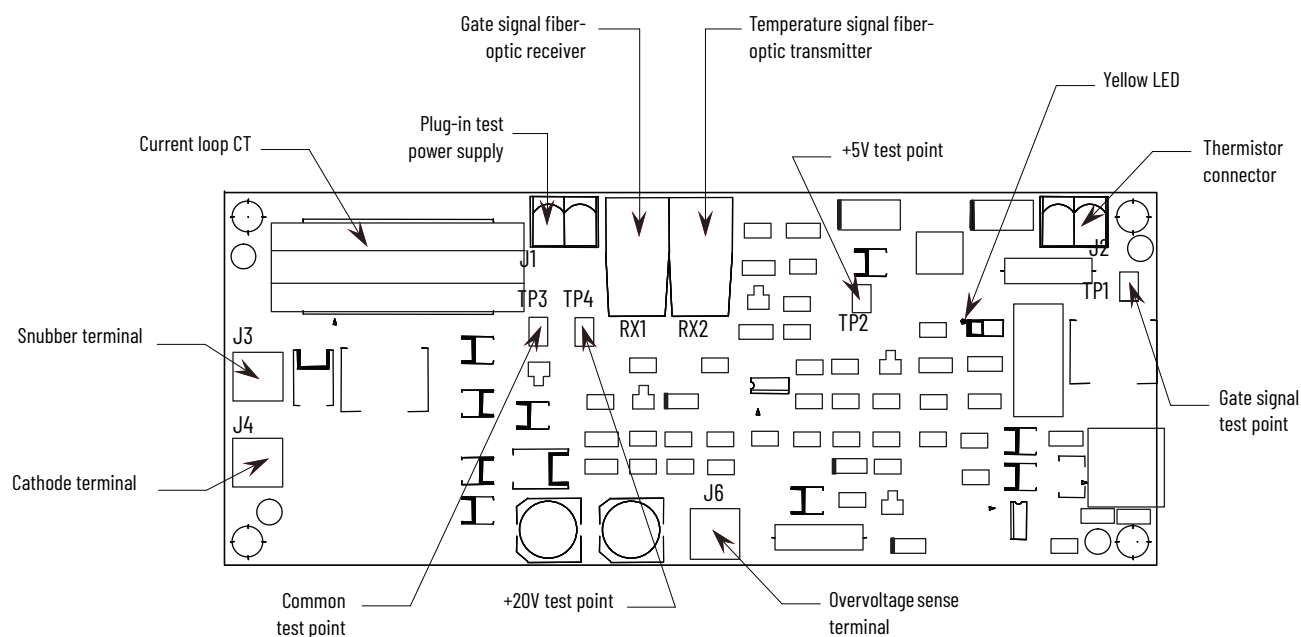 Gate signal fiber-
optic receiver
Temperature signal fiber-
optic transmitter
Yellow LED
Plug-in test
power supply
Current loop CT
+5V test point
Thermistor
connector
J1
J2
TP3
TP4
RX1
RX2
TP2
TP1
Snubber terminal
J3
J4
Cathode terminal
Gate signal
test point
J6
Common
test point
+20V test point
Overvoltage sense
terminal